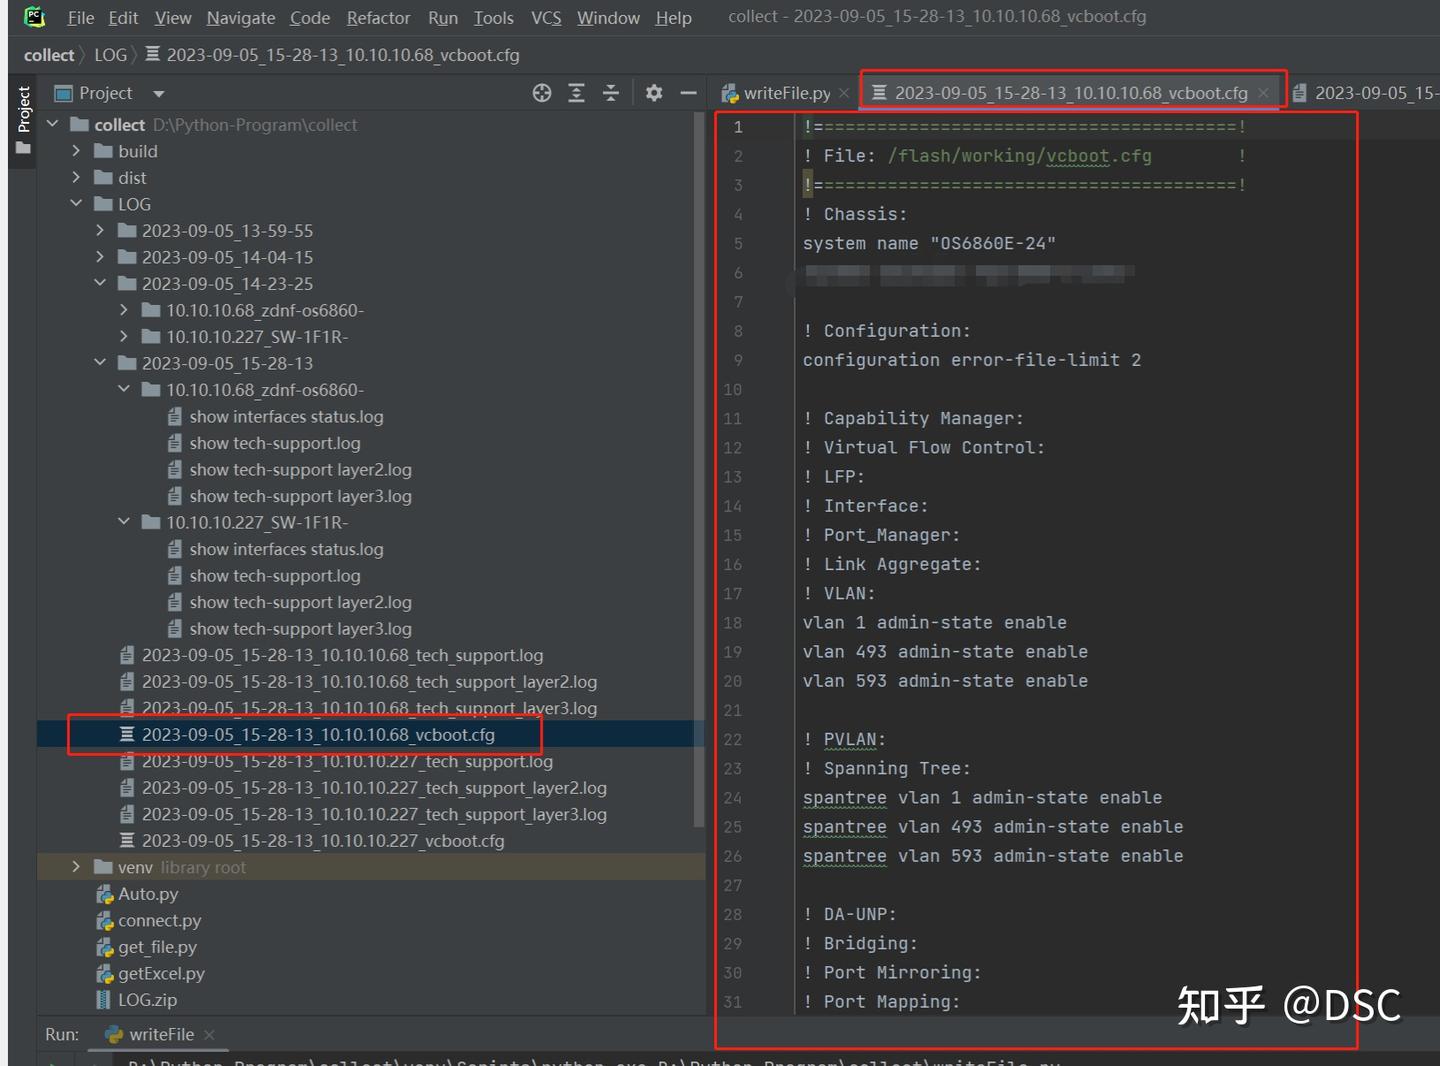 File Edit View Navigate Code Refactor Run Tools VCS Window Help collect - 2023-09-05_15-28-13_10.10.10.68_vcboot.cfg
collect LOG 2023-09-05_15-28-13_10.10.10.68_vcboot.cfg
Project
Project
collect D:\Python-Program\collect
build
dist
LOG
2023-09-05_13-59-55
2023-09-05_14-04-15
2023-09-05_14-23-25
10.10.10.68_zdnf-os6860-
10.10.10.227_SW-1F1R-
2023-09-05_15-28-13
10.10.10.68_zdnf-os6860-
show interfaces status.log
show tech-support.log
show tech-support layer2.log
show tech-support layer3.log
10.10.10.227_SW-1F1R-
show interfaces status.log
show tech-support.log
show tech-support layer2.log
show tech-support layer3.log
2023-09-05_15-28-13_10.10.10.68_tech_support.log
2023-09-05_15-28-13_10.10.10.68_tech_support_layer2.log
2023-09-05_15-28-13_10.10.10.68_tech_support_layer3.log
2023-09-05_15-28-13_10.10.10.68_vcboot.cfg
2023-09-05_15-28-13_10.10.10.227_tech_support.log
2023-09-05_15-28-13_10.10.10.227_tech_support_layer2.log
2023-09-05_15-28-13_10.10.10.227_tech_support_layer3.log
2023-09-05_15-28-13_10.10.10.227_vcboot.cfg
venv library root
Auto.py
connect.py
get_file.py
getExcel.py
LOG.zip
writeFile.py 2023-09-05_15-28-13_10.10.10.68_vcboot.cfg 2023-09-05_15-
1 !========================================!
2 ! File: /flash/working/vcboot.cfg !
3 !========================================!
4 ! Chassis:
5 system name "OS6860E-24"
6
7
8 ! Configuration:
9 configuration error-file-limit 2
10
11 ! Capability Manager:
12 ! Virtual Flow Control:
13 ! LFP:
14 ! Interface:
15 ! Port_Manager:
16 ! Link Aggregate:
17 ! VLAN:
18 vlan 1 admin-state enable
19 vlan 493 admin-state enable
20 vlan 593 admin-state enable
21
22 ! PVLAN:
23 ! Spanning Tree:
24 spantree vlan 1 admin-state enable
25 spantree vlan 493 admin-state enable
26 spantree vlan 593 admin-state enable
27
28 ! DA-UNP:
29 ! Bridging:
30 ! Port Mirroring:
31 ! Port Mapping:
知乎 @DSC
Run: writeFile
D:\Python-Program\collect\venv\Scripts\python.exe D:\Python-Program\collect\writeFile.py